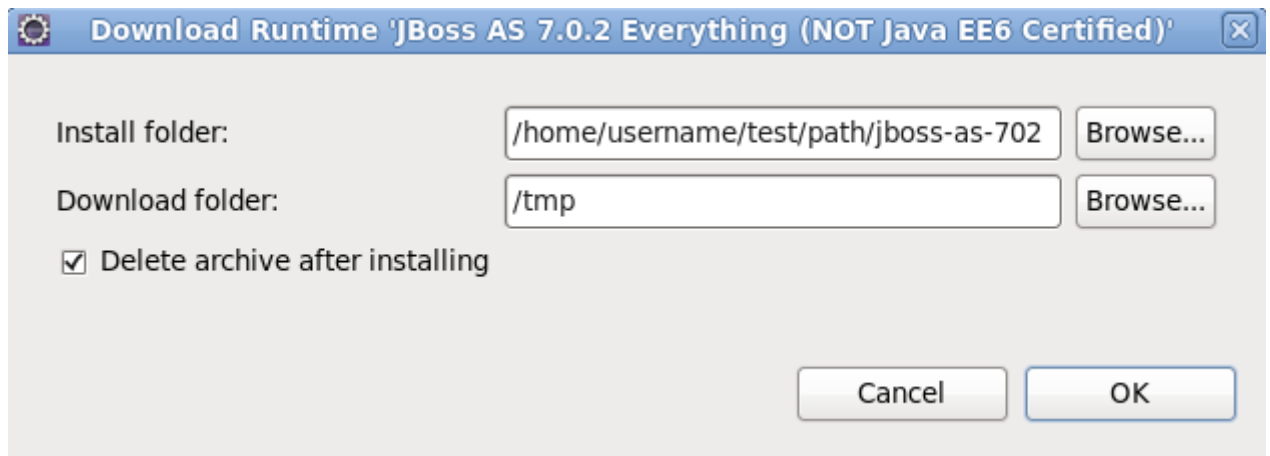 Download Runtime 'JBoss AS 7.0.2 Everything (NOT Java EE6 Certified)'
Install folder: /home/username/test/path/jboss-as-702 Browse...
Download folder: /tmp Browse...
Delete archive after installing
Cancel OK